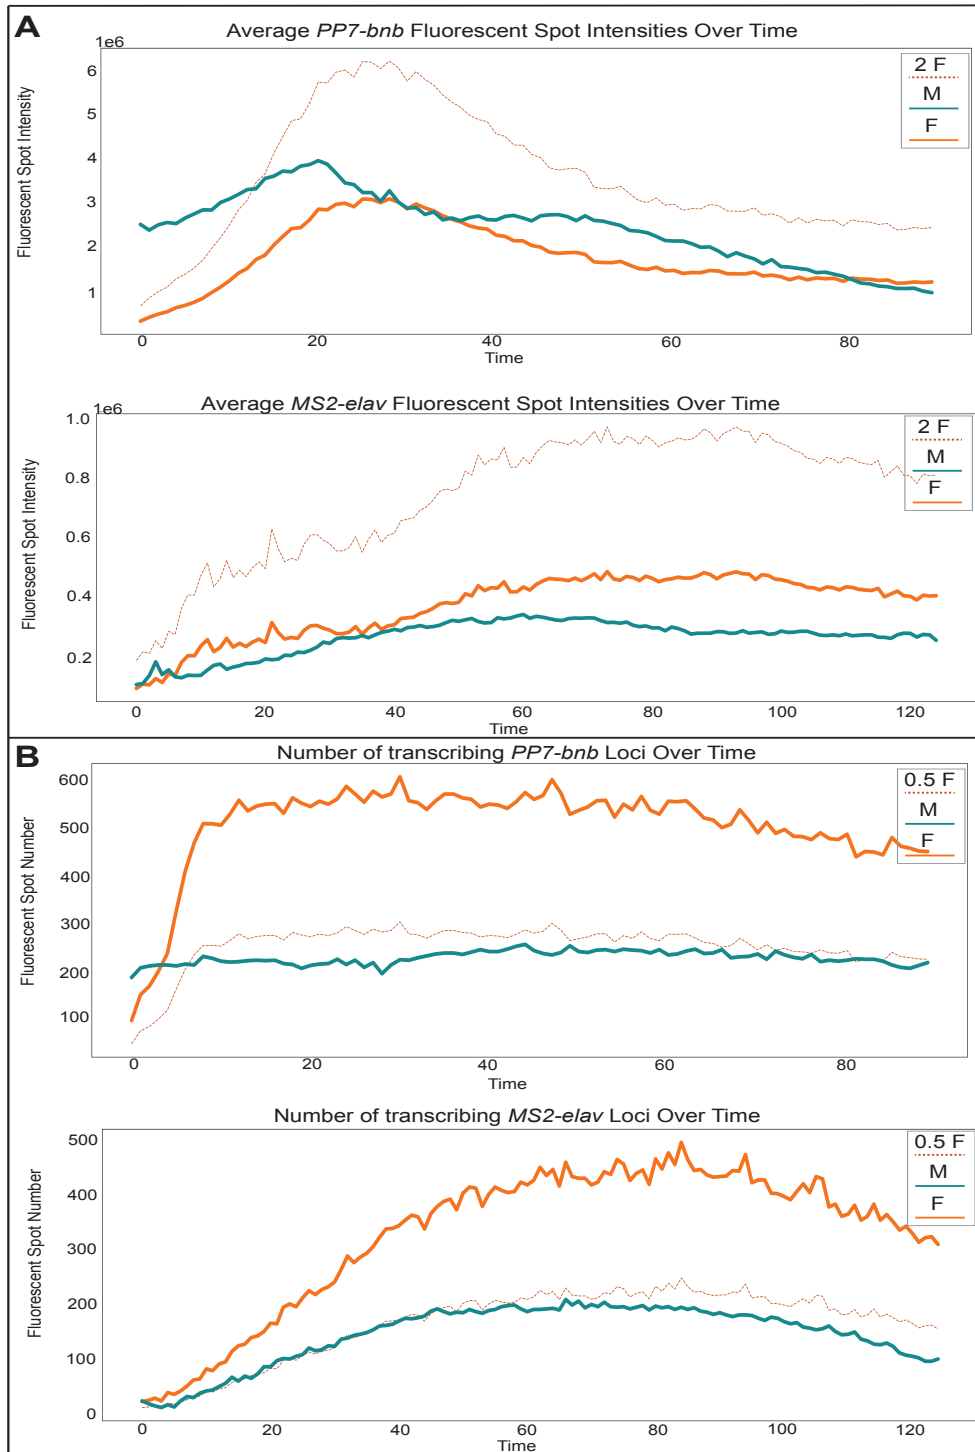 A
Average PP7-bnb Fluorescent Spot Intensities Over Time
1e6
Fluorescent Spot Intensity
6
5
4
3
2
1
2 F
M
F
0
20
40
60
80
Time
Average MS2-elav Fluorescent Spot Intensities Over Time
1e6
Fluorescent Spot Intensity
1.0
0.8
0.6
0.4
0.2
2 F
M
F
0
20
40
60
80
100
120
Time
B
Number of transcribing PP7-bnb Loci Over Time
Fluorescent Spot Number
600
500
400
300
200
100
0.5 F
M
F
0
20
40
60
80
Time
Number of transcribing MS2-elav Loci Over Time
Fluorescent Spot Number
500
400
300
200
100
0
0.5 F
M
F
0
20
40
60
80
100
120
Time